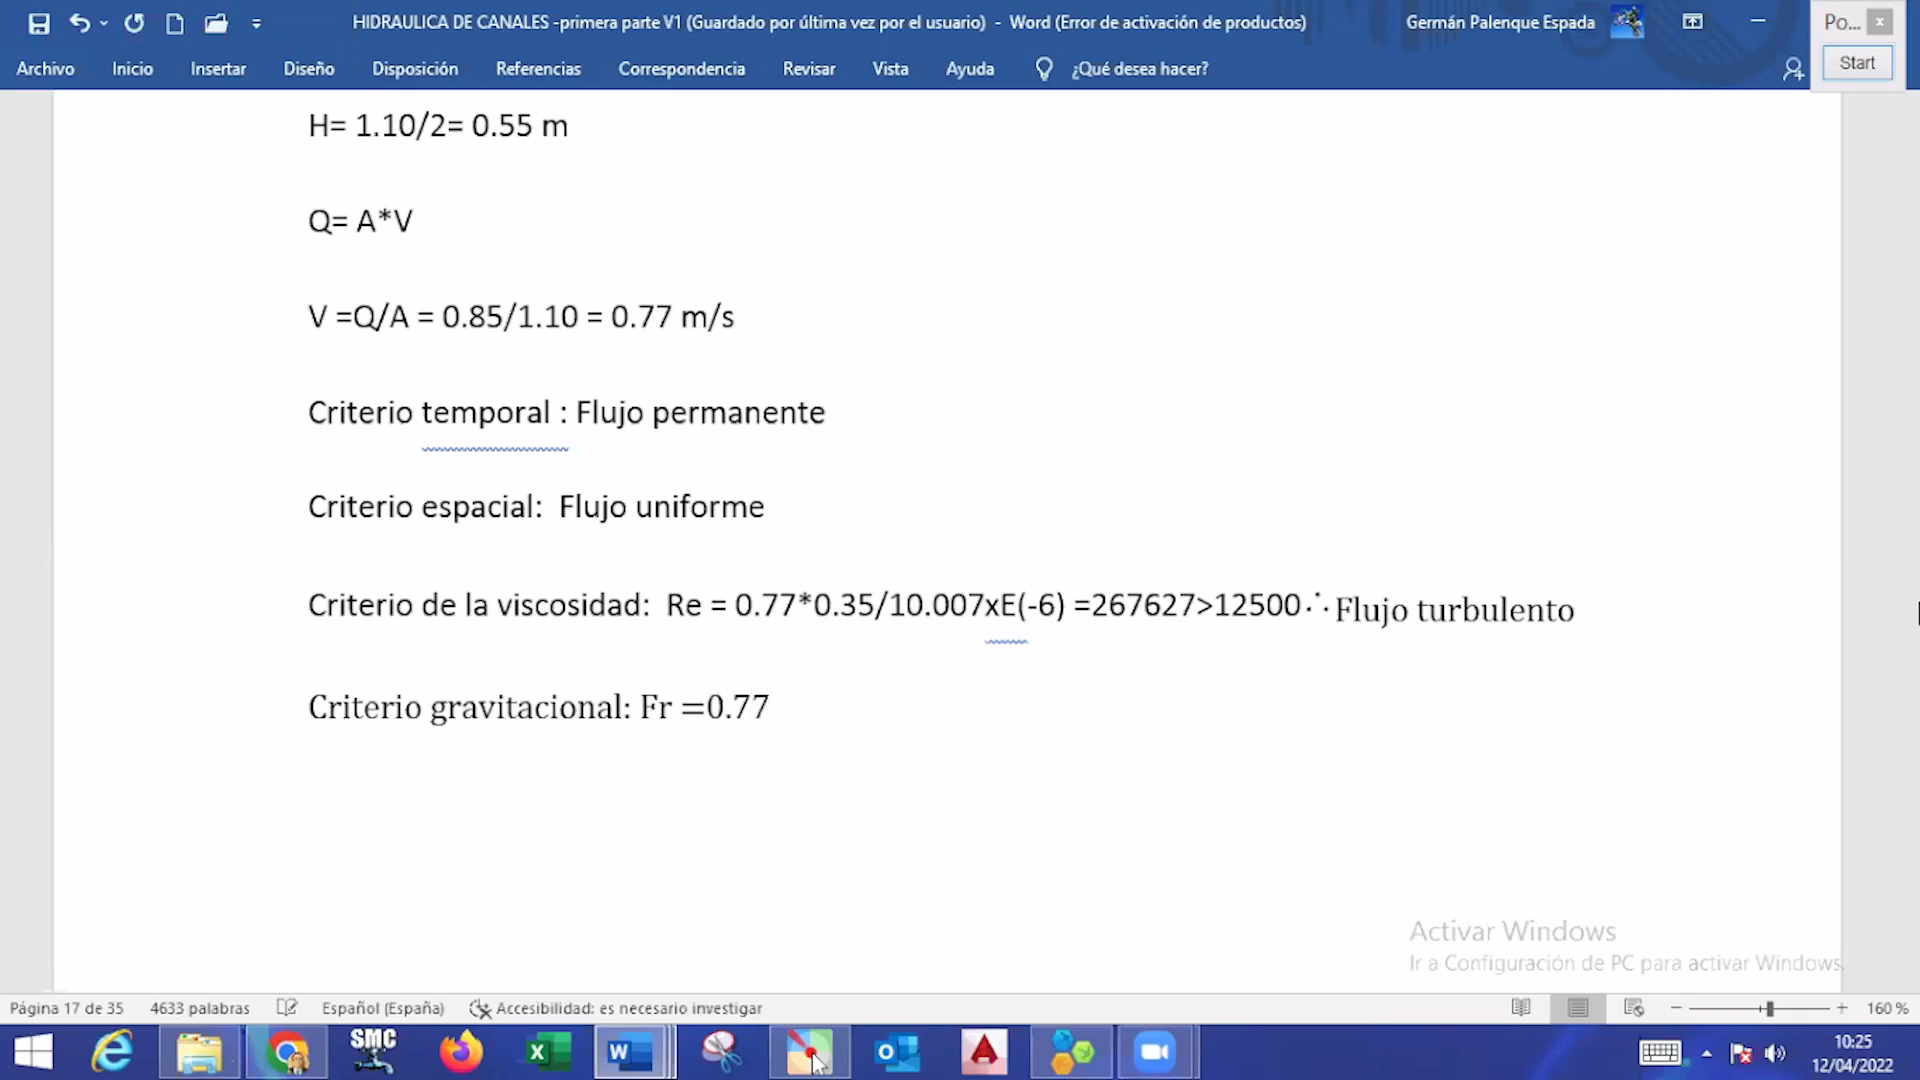 HIDRAULICA DE CANALES -primera parte V1 (Guardado por última vez por el usuario) - Word (Error de activación de productos)
Germán Palenque Espada
Po...
Start
Archivo Inicio Insertar Diseño Disposición Referencias Correspondencia Revisar Vista Ayuda ¿Qué desea hacer?
H= 1.10/2= 0.55 m
Q= A*V
V =Q/A = 0.85/1.10 = 0.77 m/s
Criterio temporal : Flujo permanente
Criterio espacial:  Flujo uniforme
Criterio de la viscosidad:  Re = 0.77*0.35/10.007xE(-6) =267627>12500∴Flujo turbulento
Criterio gravitacional: Fr =0.77
Activar Windows
Ir a Configuración de PC para activar Windows.
Página 17 de 35 4633 palabras Español (España) Accesibilidad: es necesario investigar 160 %
SMC
10:25
12/04/2022